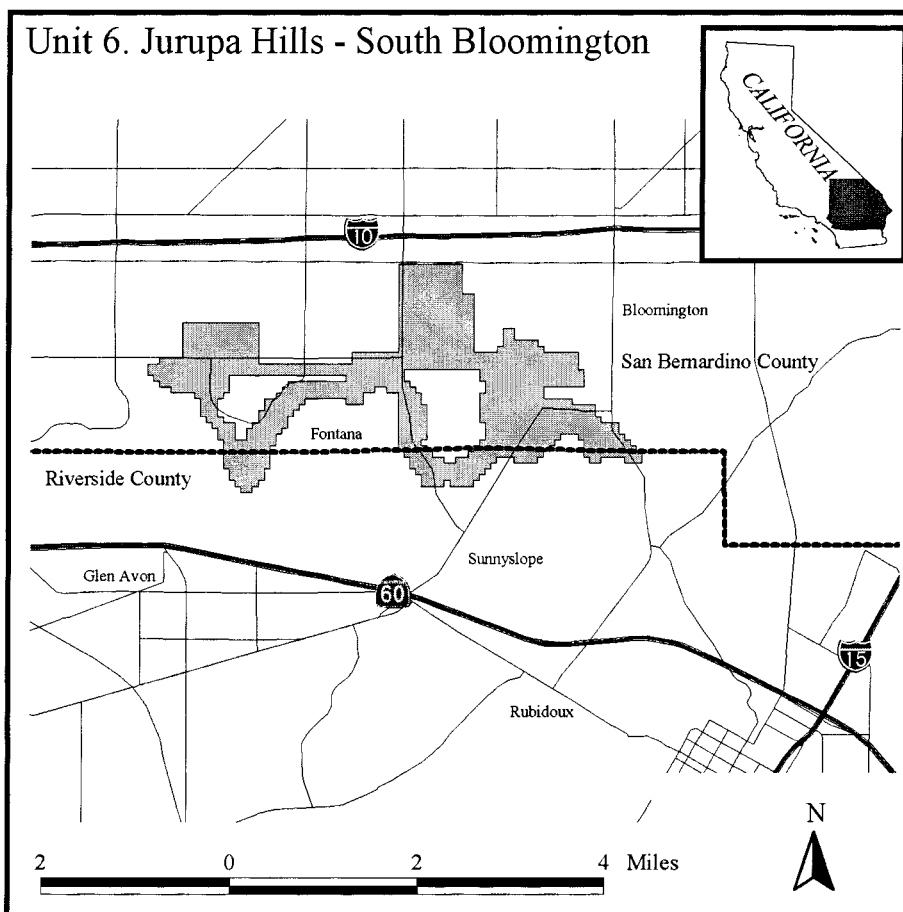 Unit 6. Jurupa Hills - South Bloomington
CALIFORNIA
10
Bloomington
San Bernardino County
Fontana
Riverside County
Sunnyslope
Glen Avon
60
15
Rubidoux
N
2 0 2 4 Miles